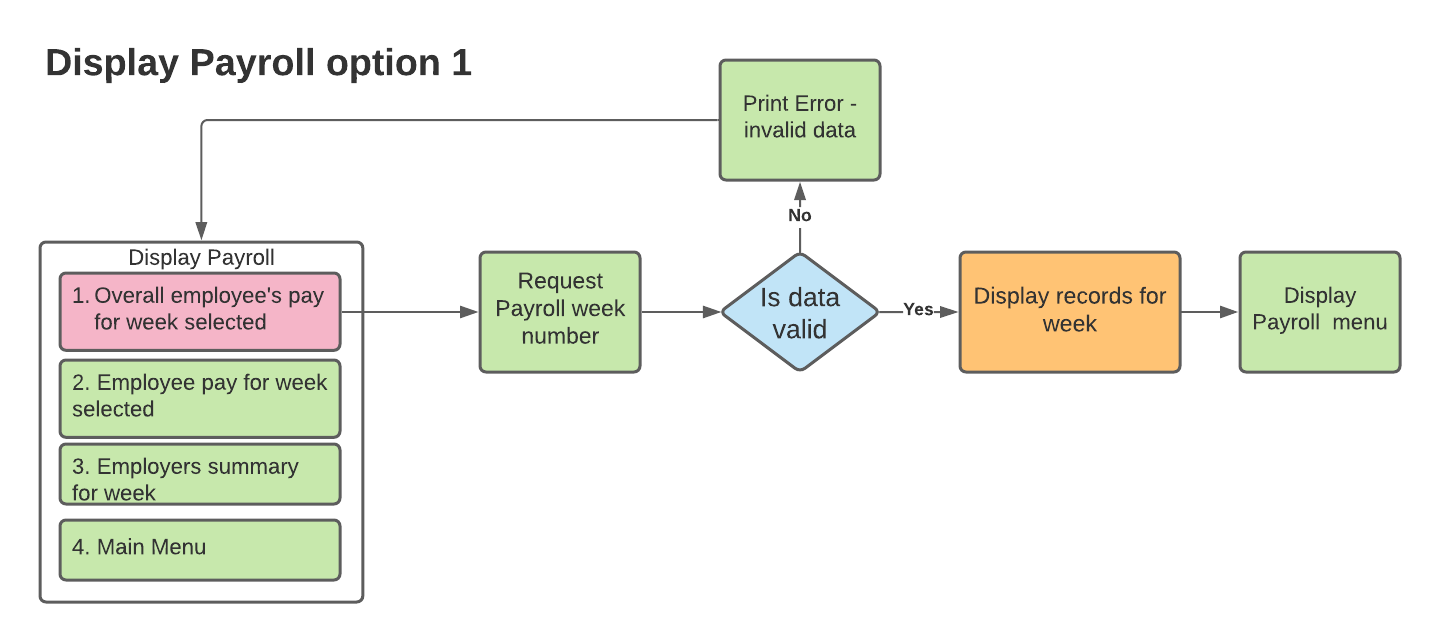 Display Payroll option 1
Print Error -
invalid data
No
Display Payroll
1. Overall employee's pay
for week selected
2. Employee pay for week
selected
3. Employers summary
for week
4. Main Menu
Request
Payroll week
number
Is data
valid
Yes
Display records for
week
Display
Payroll  menu